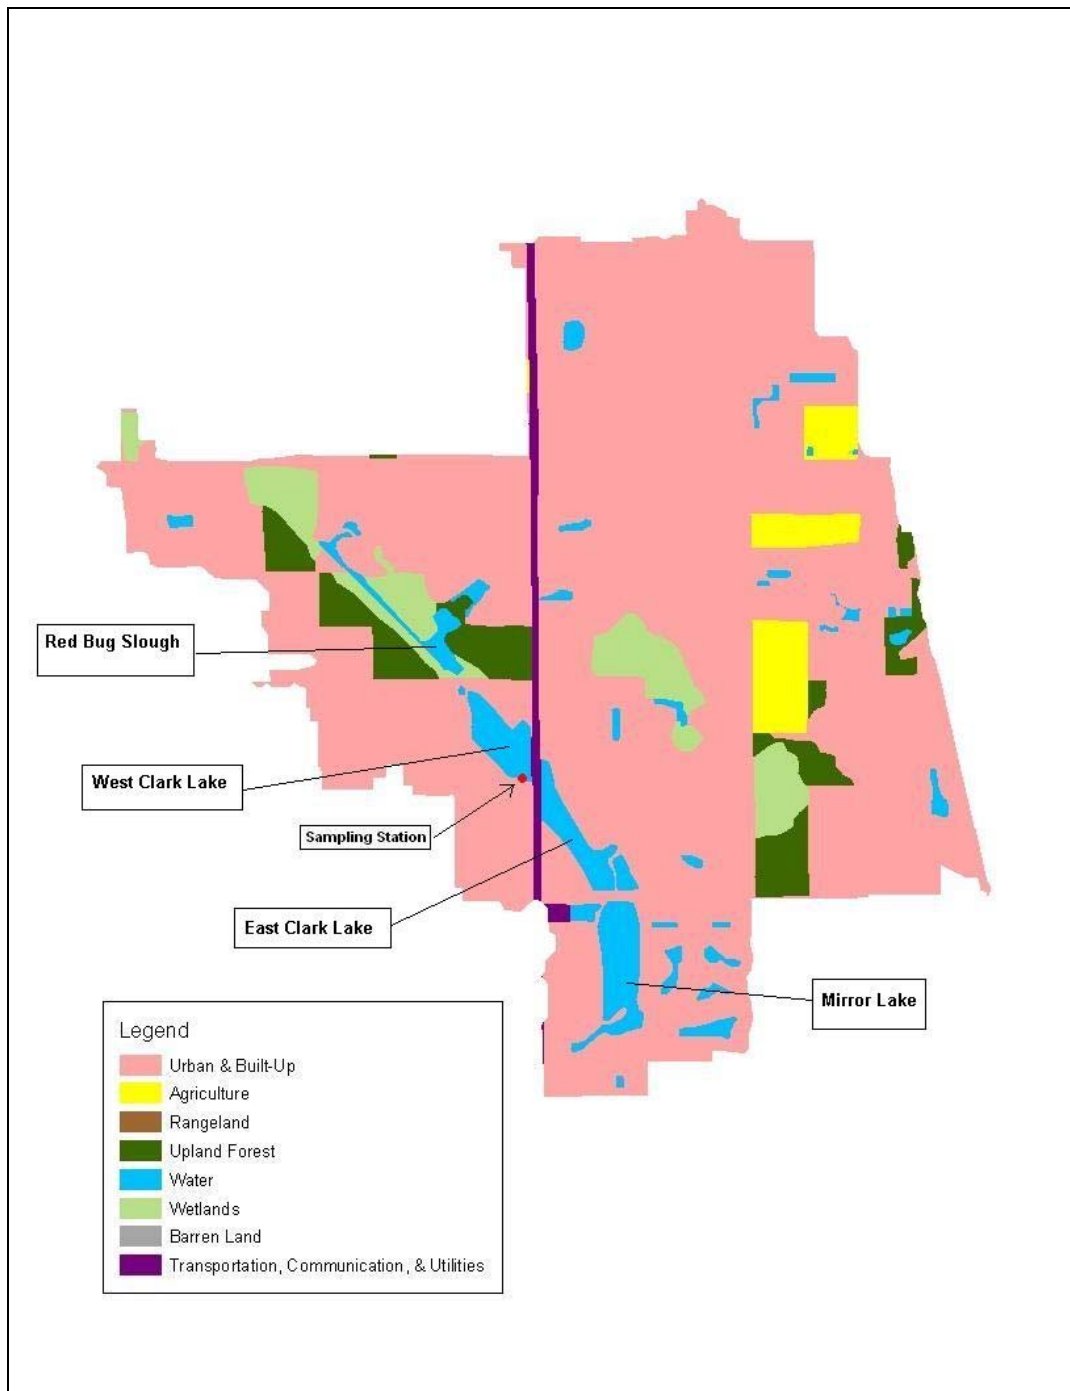 Red Bug Slough
West Clark Lake
Sampling Station
East Clark Lake
Mirror Lake
Legend
Urban & Built-Up
Agriculture
Rangeland
Upland Forest
Water
Wetlands
Barren Land
Transportation, Communication, & Utilities